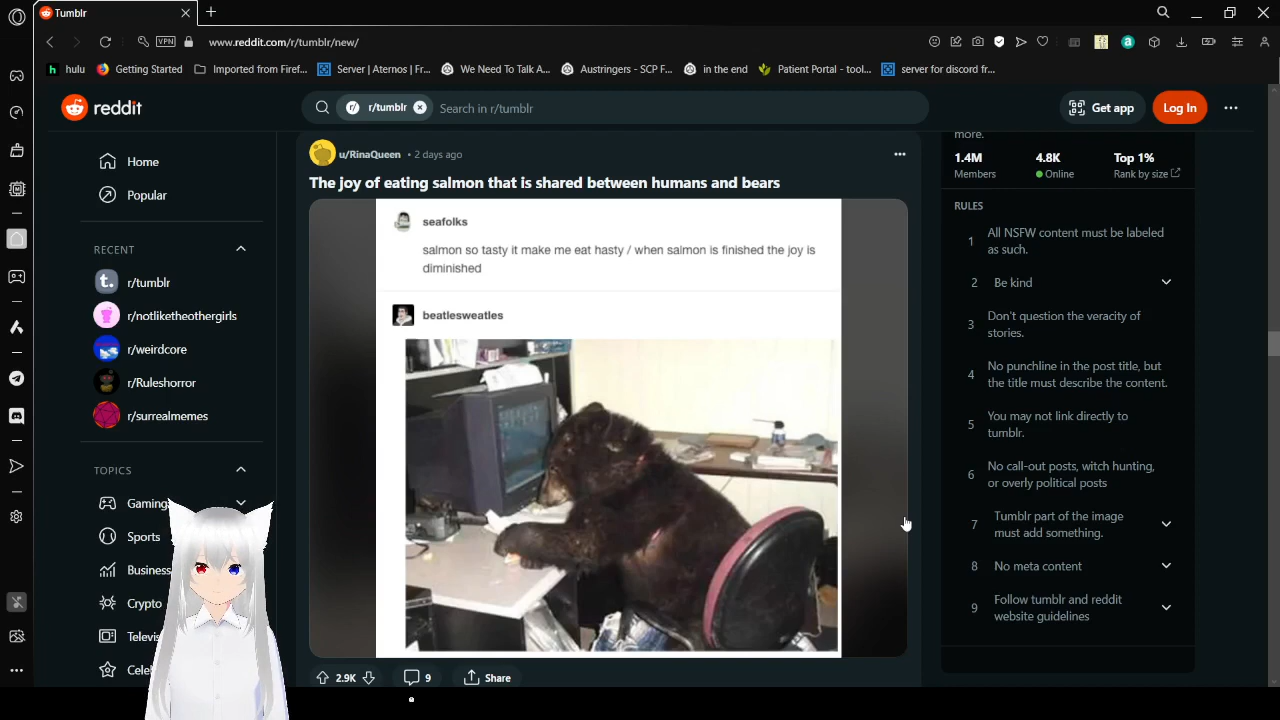 Tumblr
VPN
www.reddit.com/r/tumblr/new/
hulu
Getting Started
Imported from Firef...
Server | Aternos | Fr...
We Need To Talk A...
Austringers - SCP F...
in the end
Patient Portal - tool...
server for discord fr...
reddit
r/ r/tumblr
Search in r/tumblr
Get app
Log In
Home
Popular
RECENT
r/tumblr
r/notliketheothergirls
r/weirdcore
r/Ruleshorror
r/surrealmemes
TOPICS
Gaming
Sports
Business
Crypto
Televis
Celeb
u/RinaQueen • 2 days ago
The joy of eating salmon that is shared between humans and bears
seafolks
salmon so tasty it make me eat hasty / when salmon is finished the joy is
diminished
beatlesweatles
2.9K
9
Share
more.
1.4M
Members
4.8K
Online
Top 1%
Rank by size
RULES
1 All NSFW content must be labeled
as such.
2 Be kind
3 Don't question the veracity of
stories.
4 No punchline in the post title, but
the title must describe the content.
5 You may not link directly to
tumblr.
6 No call-out posts, witch hunting,
or overly political posts
7 Tumblr part of the image
must add something.
8 No meta content
9 Follow tumblr and reddit
website guidelines